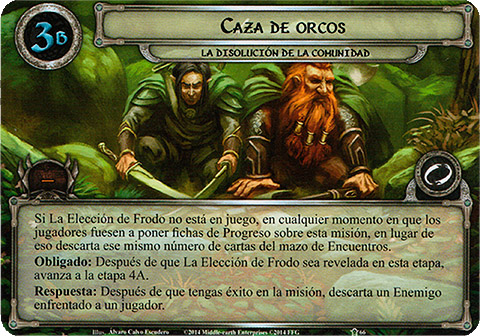 3B
CAZA DE ORCOS
LA DISOLUCIÓN DE LA COMUNIDAD
Si La Elección de Frodo no está en juego, en cualquier momento en que los
jugadores fuesen a poner fichas de Progreso sobre esta misión, en lugar de
eso descarta ese mismo número de cartas del mazo de Encuentros.
Obligado: Después de que La Elección de Frodo sea revelada en esta etapa,
avanza a la etapa 4A.
Respuesta: Después de que tengas éxito en la misión, descarta un Enemigo
enfrentado a un jugador.
Illus. Álvaro Calvo Escudero ©2014 Middle-earth Enterprises ©2014 FFG 66